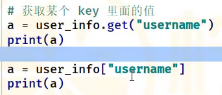 # 获取某个 key 里面的值
a = user_info.get("username")
print(a)
a = user_info["username"]
print(a)